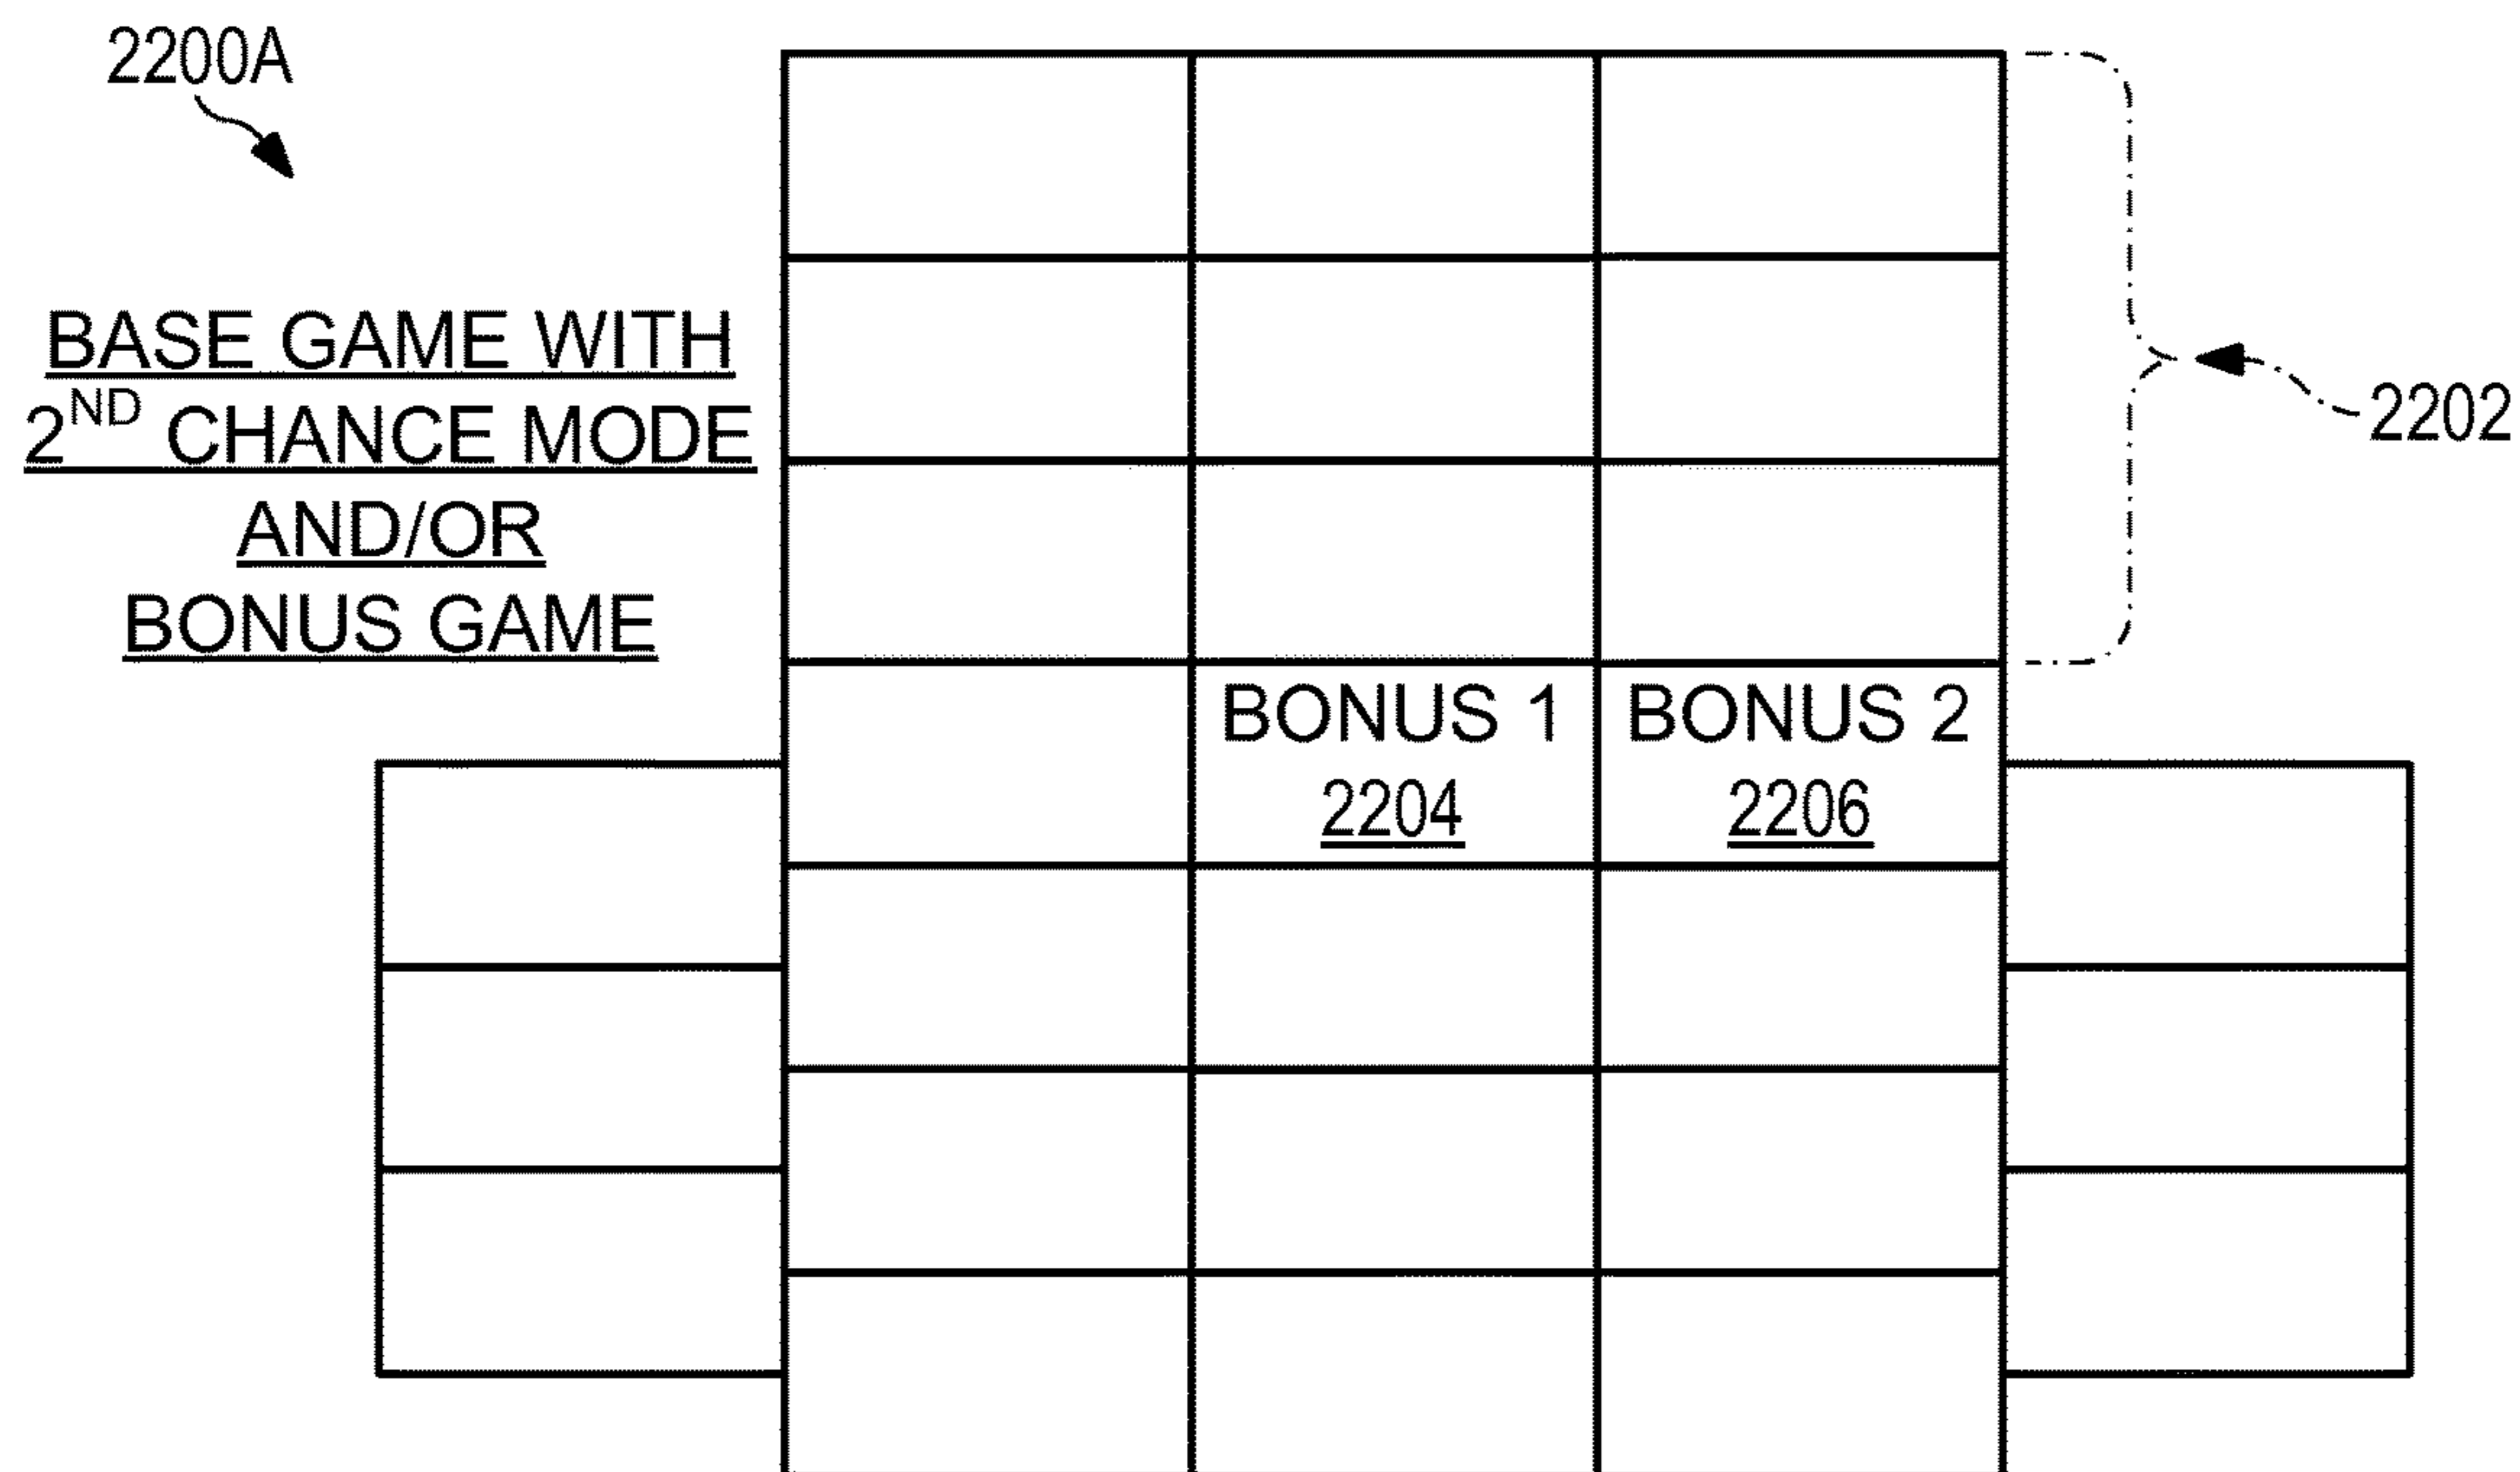 2200A
BASE GAME WITH
2ND CHANCE MODE
AND/OR
BONUS GAME
2202
BONUS 1
2204
BONUS 2
2206